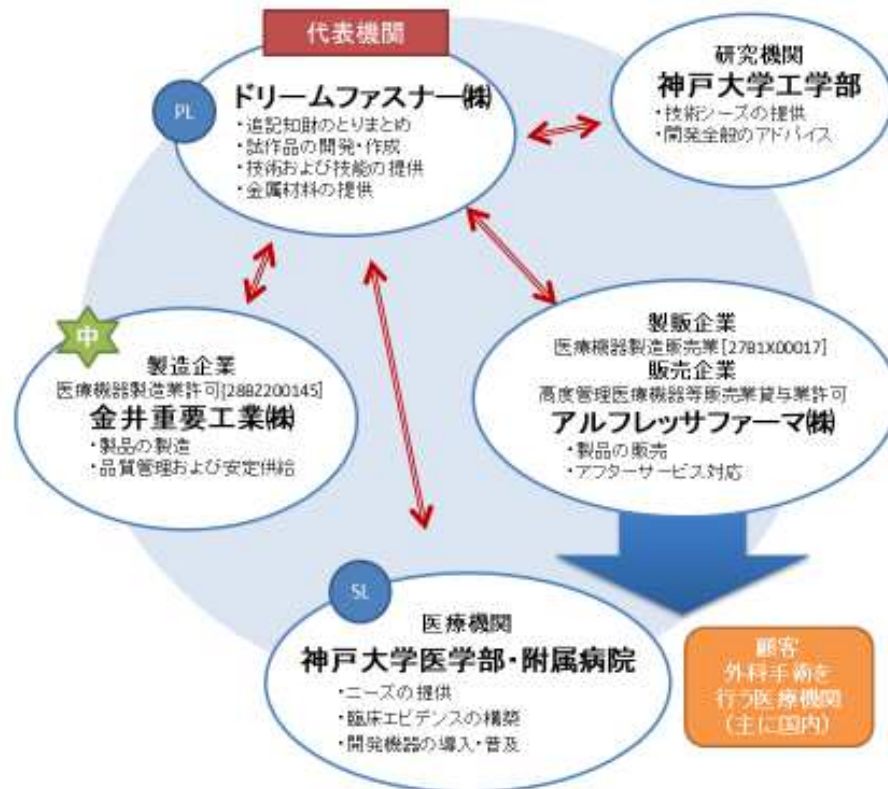 代表機関
PL
ドリームファスナー㈱
・追記知財のとりまとめ
・試作品の開発・作成
・技術および技能の提供
・金属材料の提供
研究機関
神戸大学工学部
・技術シーズの提供
・開発全般のアドバイス
中
製造企業
医療機器製造業許可[28BZ200145]
金井重要工業㈱
・製品の製造
・品質管理および安定供給
製販企業
医療機器製造販売業[27B1X00017]
販売企業
高度管理医療機器等販売業貸与業許可
アルフレッサファーマ㈱
・製品の販売
・アフターサービス対応
SL
医療機関
神戸大学医学部・附属病院
・ニーズの提供
・臨床エビデンスの構築
・開発機器の導入・普及
顧客
外科手術を
行う医療機関
(主に国内)